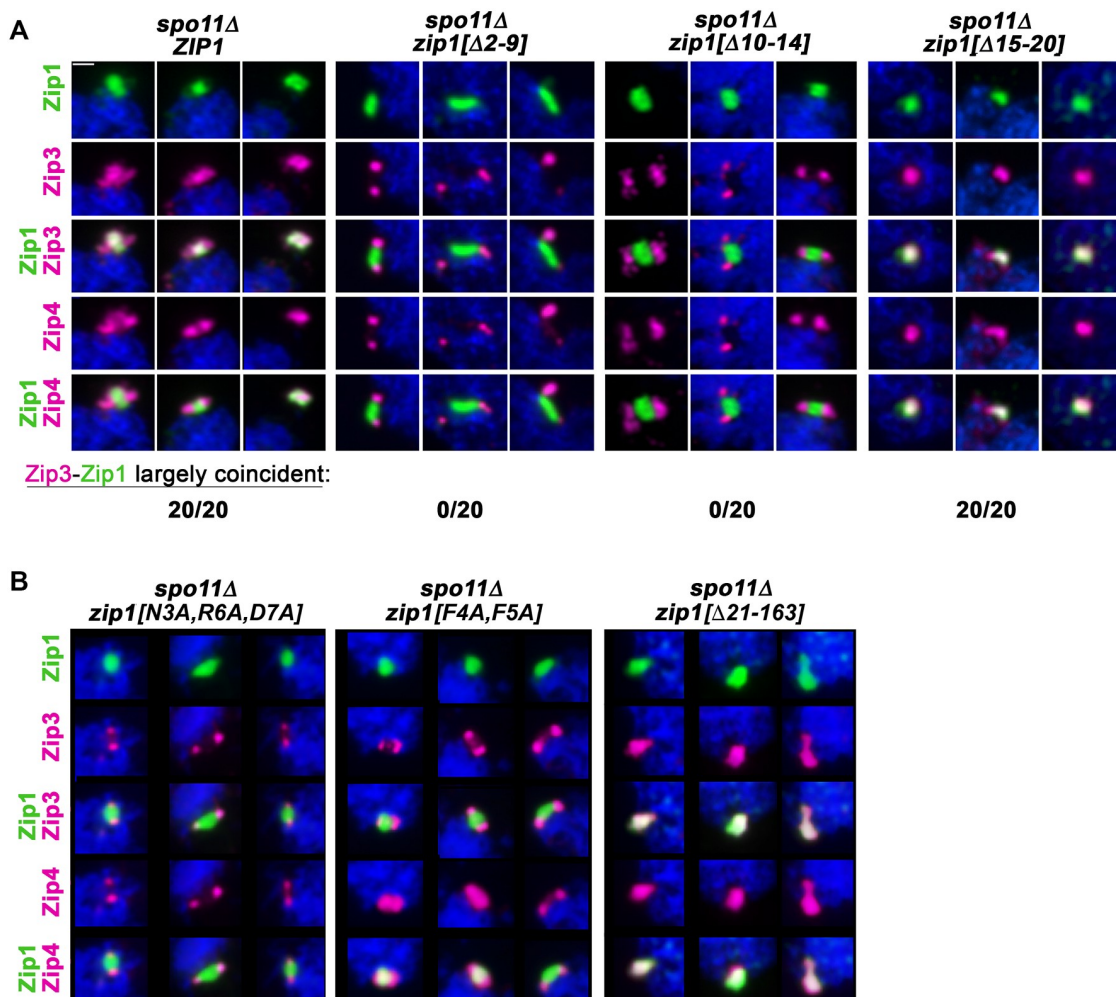 A
spo11Δ
ZIP1
spo11Δ
zip1[Δ2-9]
spo11Δ
zip1[Δ10-14]
spo11Δ
zip1[Δ15-20]
Zip1
Zip3
Zip1
Zip3
Zip4
Zip1
Zip4
Zip3-Zip1 largely coincident:
20/20
0/20
0/20
20/20
B
spo11Δ
zip1[N3A,R6A,D7A]
spo11Δ
zip1[F4A,F5A]
spo11Δ
zip1[Δ21-163]
Zip1
Zip3
Zip1
Zip3
Zip4
Zip1
Zip4